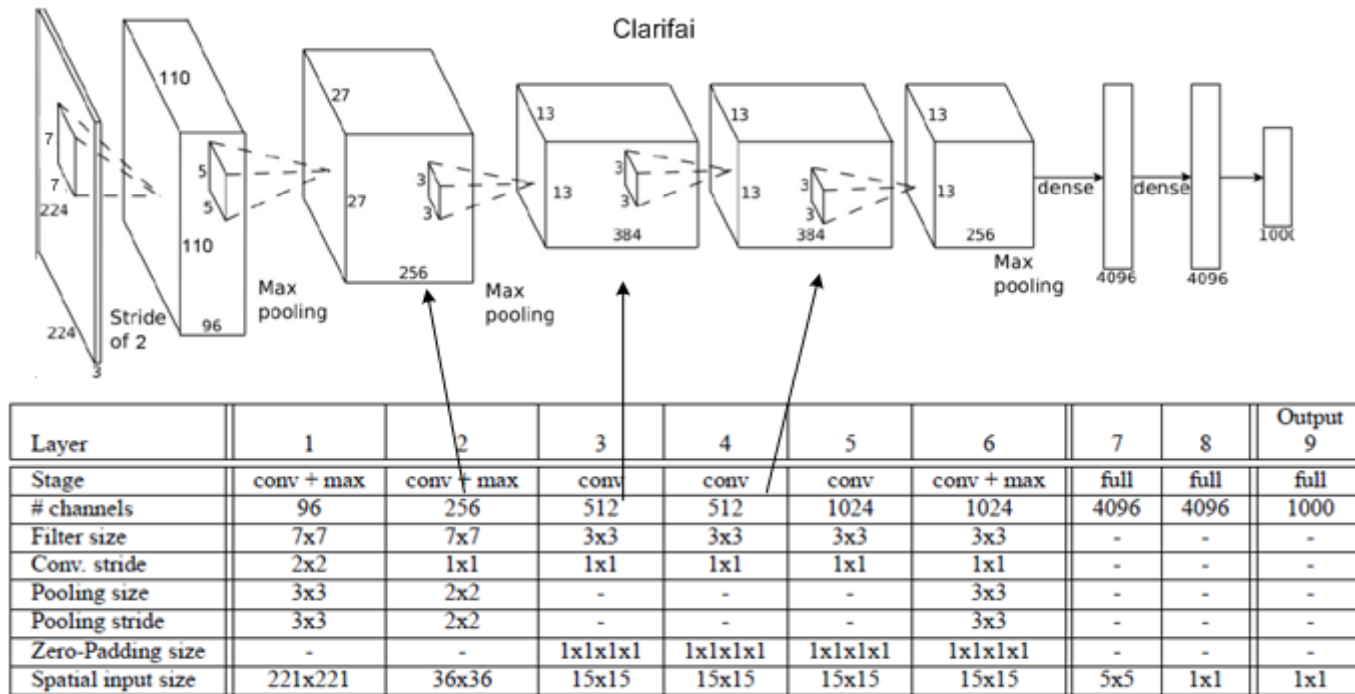 Clarifai
110
7
7
224
224
3
Stride
of 2
110
5
5
96
Max
pooling
27
27
3
3
256
Max
pooling
13
13
3
3
384
13
13
3
3
384
13
13
256
Max
pooling
dense
4096
dense
4096
1000
Layer 1 2 3 4 5 6 7 8 Output 9
Stage conv + max conv + max conv conv conv conv + max full full full
# channels 96 256 512 512 1024 1024 4096 4096 1000
Filter size 7x7 7x7 3x3 3x3 3x3 3x3 - - -
Conv. stride 2x2 1x1 1x1 1x1 1x1 1x1 - - -
Pooling size 3x3 2x2 - - - 3x3 - - -
Pooling stride 3x3 2x2 - - - 3x3 - - -
Zero-Padding size - - 1x1x1x1 1x1x1x1 1x1x1x1 1x1x1x1 - - -
Spatial input size 221x221 36x36 15x15 15x15 15x15 15x15 5x5 1x1 1x1